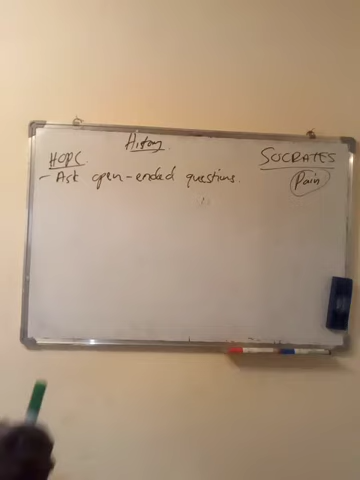 History
HOPC SOCRATES
- Ask open-ended questions. Pain